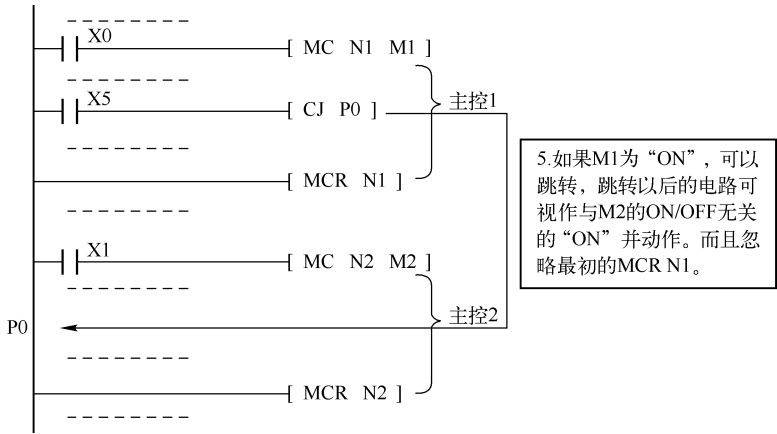 X0
[ MC N1 M1 ]
X5
[ CJ P0 ]
主控1
[ MCR N1 ]
5.如果M1为“ON”，可以
跳转，跳转以后的电路可
视作与M2的ON/OFF无关
的“ON”并动作。而且忽
略最初的MCR N1。
X1
[ MC N2 M2 ]
P0
主控2
[ MCR N2 ]